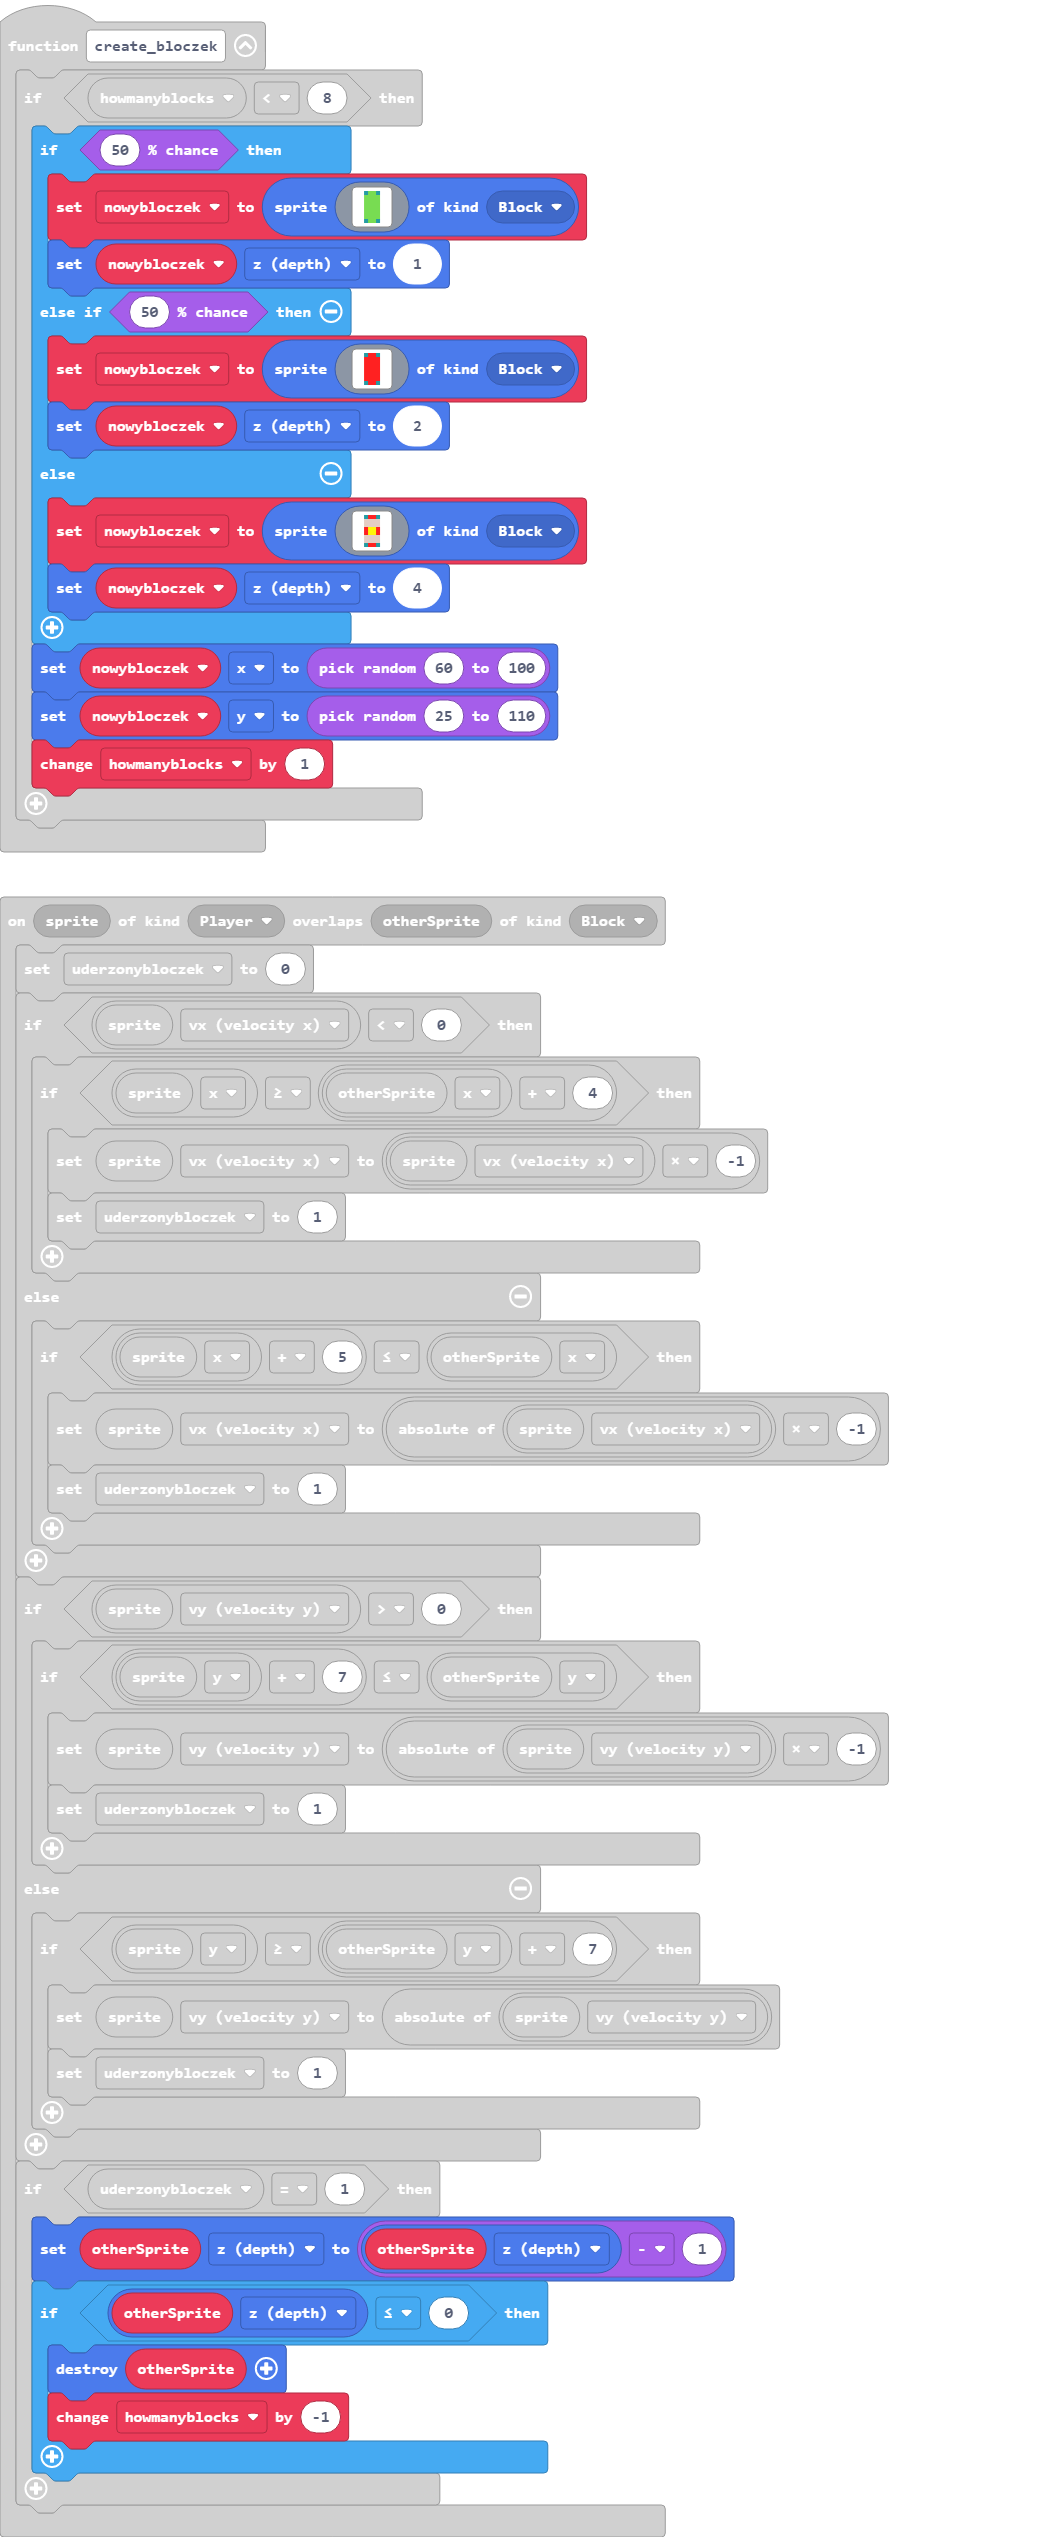 function create_bloczek
if howmanyblocks < 8 then
if 50 % chance then
set nowybloczek to sprite of kind Block
set nowybloczek z (depth) to 1
else if 50 % chance then
set nowybloczek to sprite of kind Block
set nowybloczek z (depth) to 2
else
set nowybloczek to sprite of kind Block
set nowybloczek z (depth) to 4
set nowybloczek x to pick random 60 to 100
set nowybloczek y to pick random 25 to 110
change howmanyblocks by 1
on sprite of kind Player overlaps otherSprite of kind Block
set uderzonybloczek to 0
if sprite vx (velocity x) < 0 then
if sprite x ≥ otherSprite x + 4 then
set sprite vx (velocity x) to sprite vx (velocity x) × -1
set uderzonybloczek to 1
else
if sprite x + 5 ≤ otherSprite x then
set sprite vx (velocity x) to absolute of sprite vx (velocity x) × -1
set uderzonybloczek to 1
if sprite vy (velocity y) > 0 then
if sprite y + 7 ≤ otherSprite y then
set sprite vy (velocity y) to absolute of sprite vy (velocity y) × -1
set uderzonybloczek to 1
else
if sprite y ≥ otherSprite y + 7 then
set sprite vy (velocity y) to absolute of sprite vy (velocity y)
set uderzonybloczek to 1
if uderzonybloczek = 1 then
set otherSprite z (depth) to otherSprite z (depth) - 1
if otherSprite z (depth) ≤ 0 then
destroy otherSprite
change howmanyblocks by -1